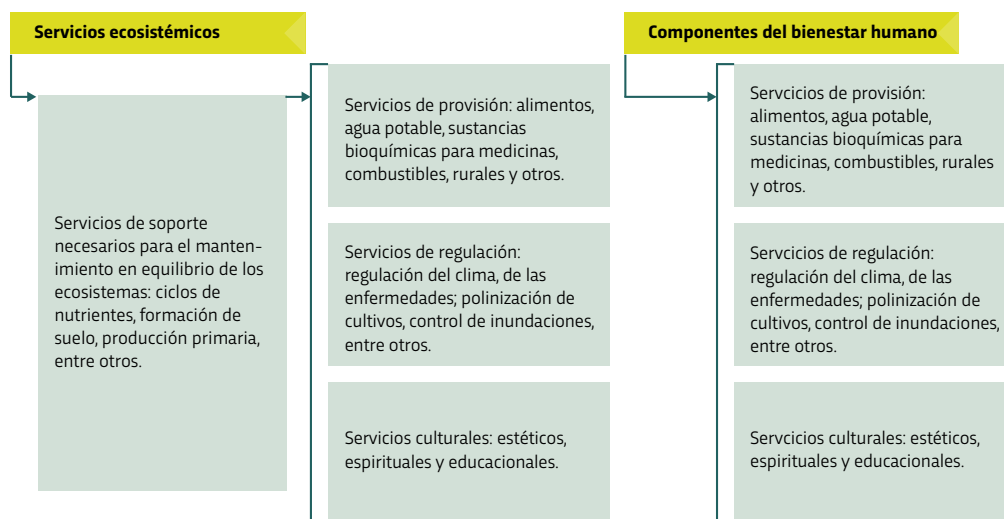 Servicios ecosistémicos
Servicios de soporte
necesarios para el manten-
imiento en equilibrio de los
ecosistemas: ciclos de
nutrientes, formación de
suelo, producción primaria,
entre otros.
Servicios de provisión: alimentos,
agua potable, sustancias
bioquímicas para medicinas,
combustibles, rurales y otros.
Servicios de regulación:
regulación del clima, de las
enfermedades; polinización de
cultivos, control de inundaciones,
entre otros.
Servicios culturales: estéticos,
espirituales y educacionales.
Componentes del bienestar humano
Servcicios de provisión:
alimentos, agua potable,
sustancias bioquímicas para
medicinas, combustibles, rurales
y otros.
Servcicios de regulación:
regulación del clima, de las
enfermedades; polinización de
cultivos, control de inundaciones,
entre otros.
Servcicios culturales: estéticos,
espirituales y educacionales.